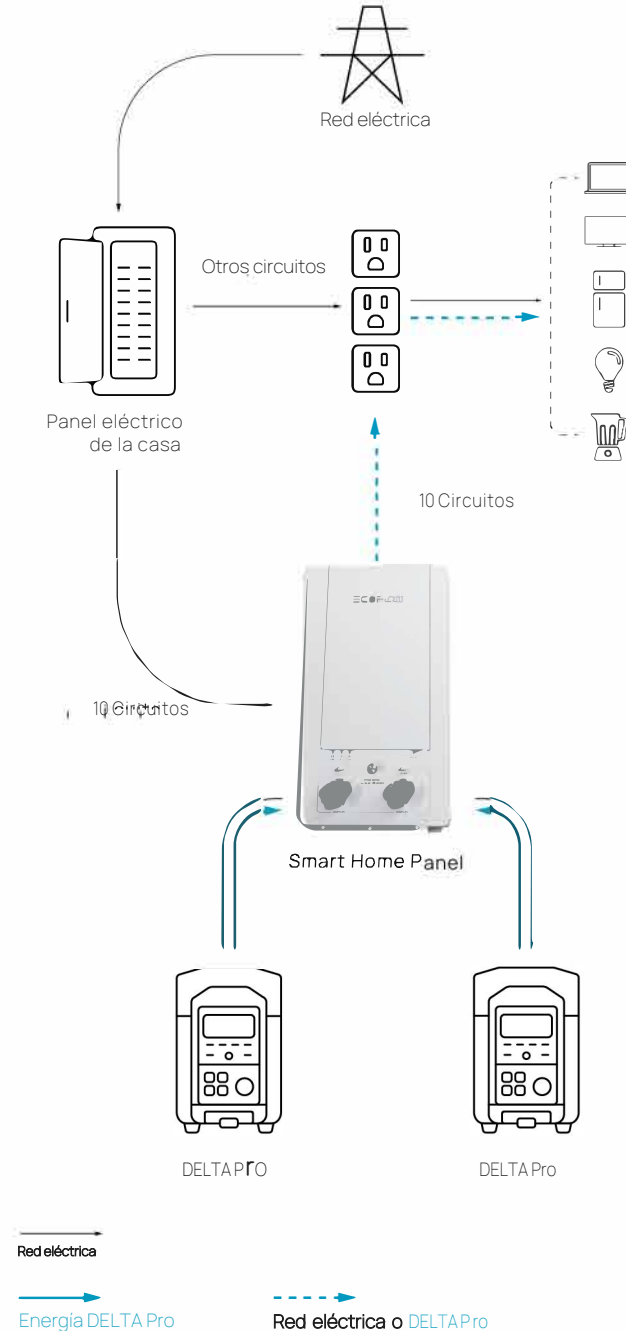 Red eléctrica
Otros circuitos
Panel eléctrico
de la casa
10 Circuitos
ECOFLOW
10 Circuitos
Smart Home Panel
DELTA Pro
DELTA Pro
Red eléctrica
Energía DELTA Pro
Red eléctrica o DELTA Pro